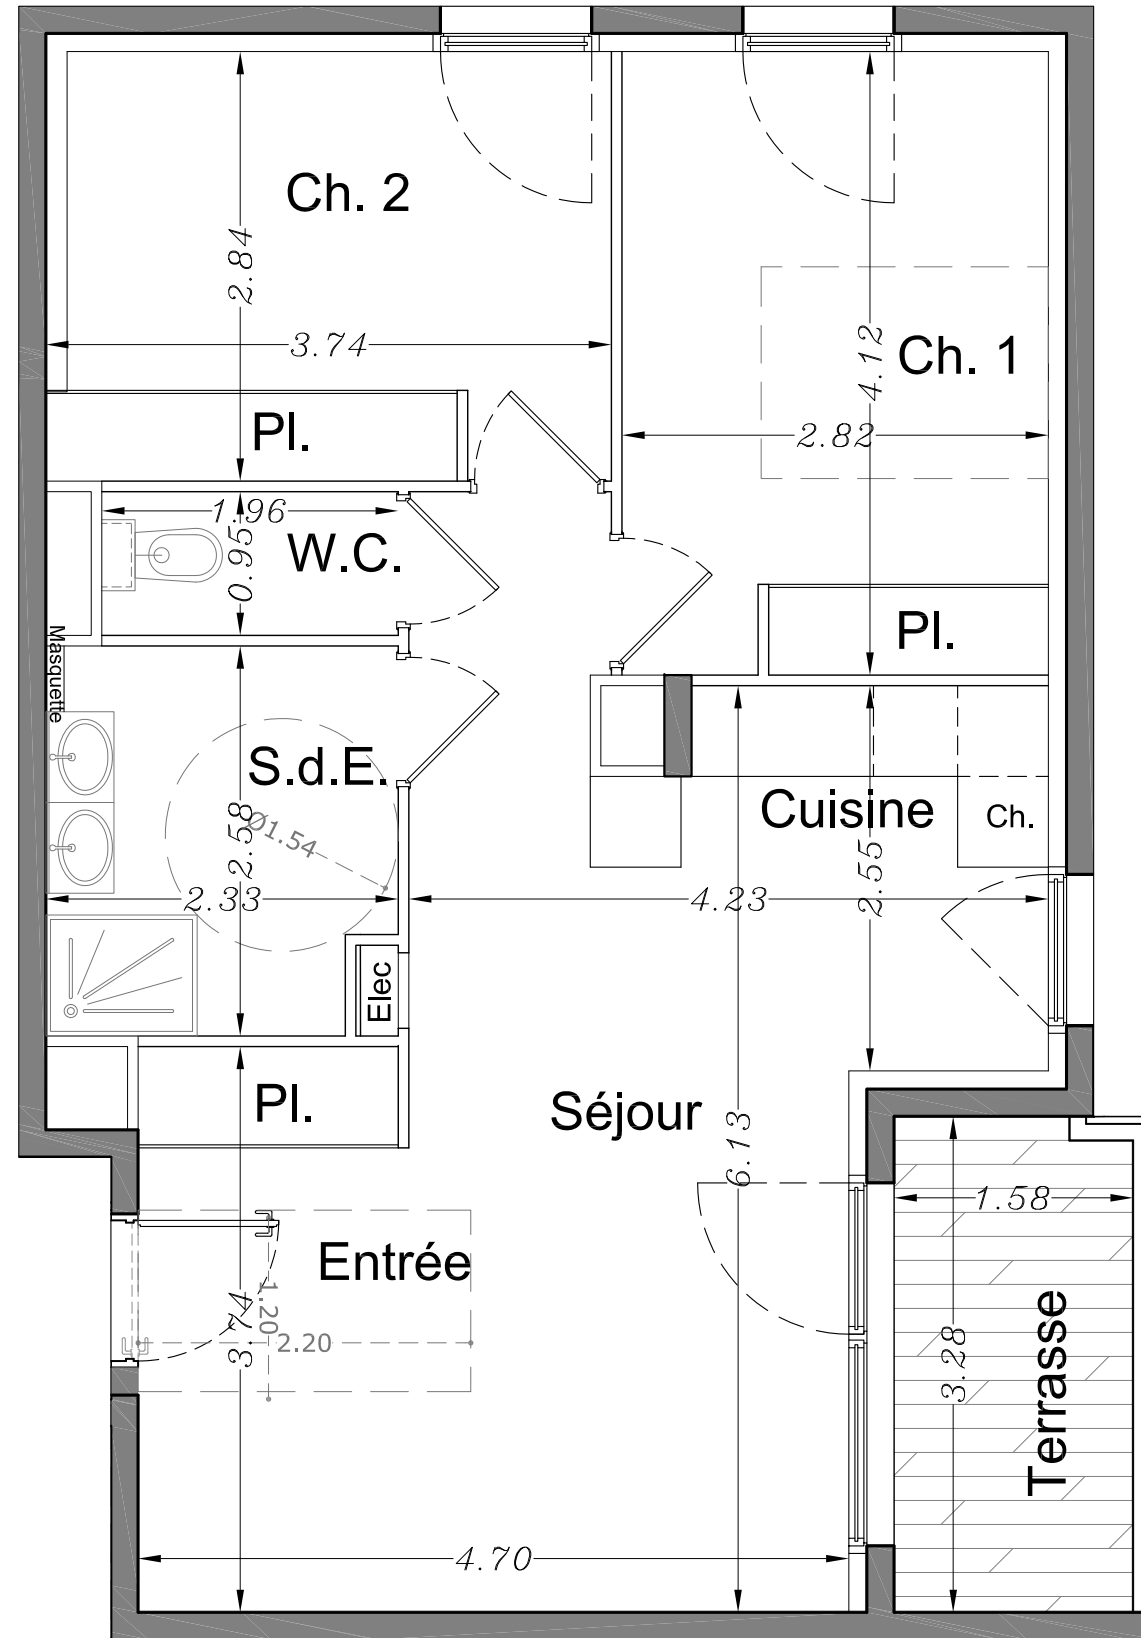 Ch. 2
2.84
3.74
Ch. 1
4.12
2.82
Pl.
1.96
0.95
W.C.
Pl.
Masquette
S.d.E.
Ø1.54
2.58
2.33
Cuisine
Ch.
2.55
4.23
Elec
Pl.
Séjour
6.13
1.58
Entrée
1.20
2.20
3.74
3.28
Terrasse
4.70